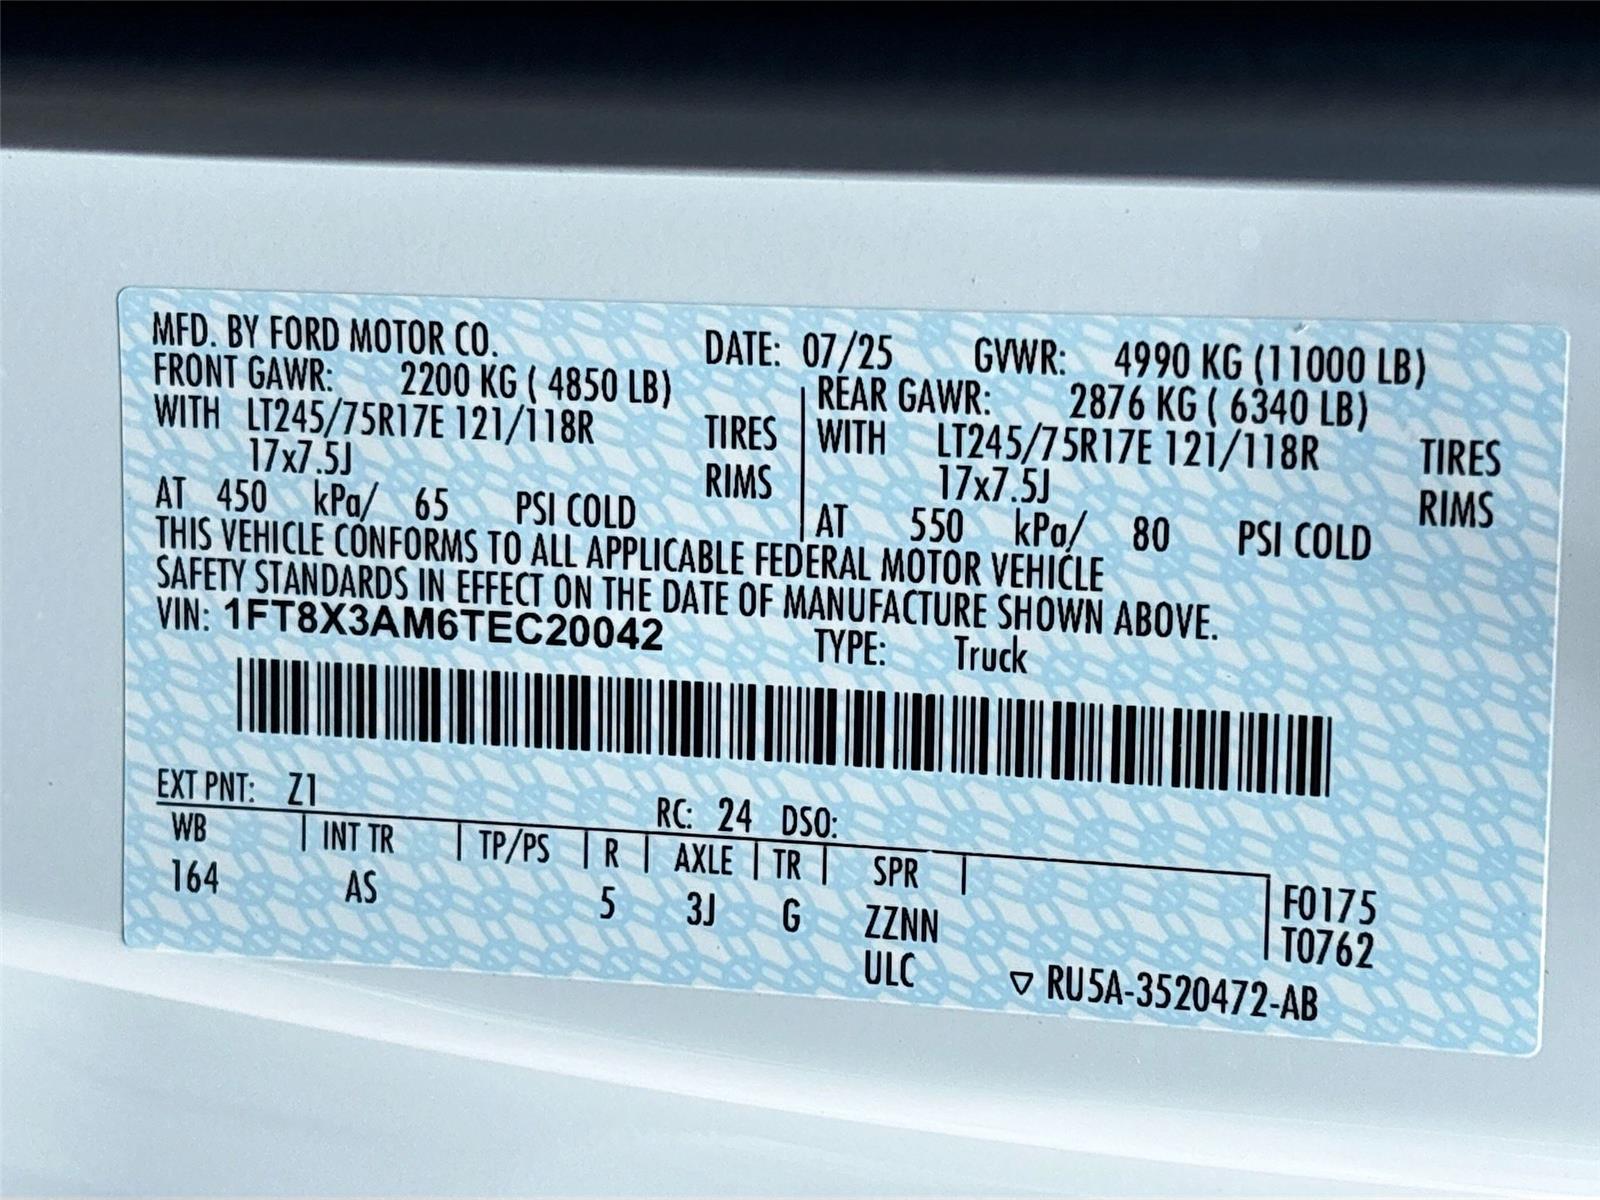 MFD. BY FORD MOTOR CO. DATE: 07/25 GVWR: 4990 KG (11000 LB)
FRONT GAWR: 2200 KG ( 4850 LB) REAR GAWR: 2876 KG ( 6340 LB)
WITH LT245/75R17E 121/118R TIRES WITH LT245/75R17E 121/118R TIRES
17x7.5J RIMS 17x7.5J RIMS
AT 450 kPa/ 65 PSI COLD AT 550 kPa/ 80 PSI COLD
THIS VEHICLE CONFORMS TO ALL APPLICABLE FEDERAL MOTOR VEHICLE
SAFETY STANDARDS IN EFFECT ON THE DATE OF MANUFACTURE SHOWN ABOVE.
VIN: 1FT8X3AM6TEC20042 TYPE: Truck
EXT PNT: Z1 RC: 24 DSO:
WB INT TR TP/PS R AXLE TR SPR
164 AS 5 3J G ZZNN F0175
ULC T0762
▽ RU5A-3520472-AB